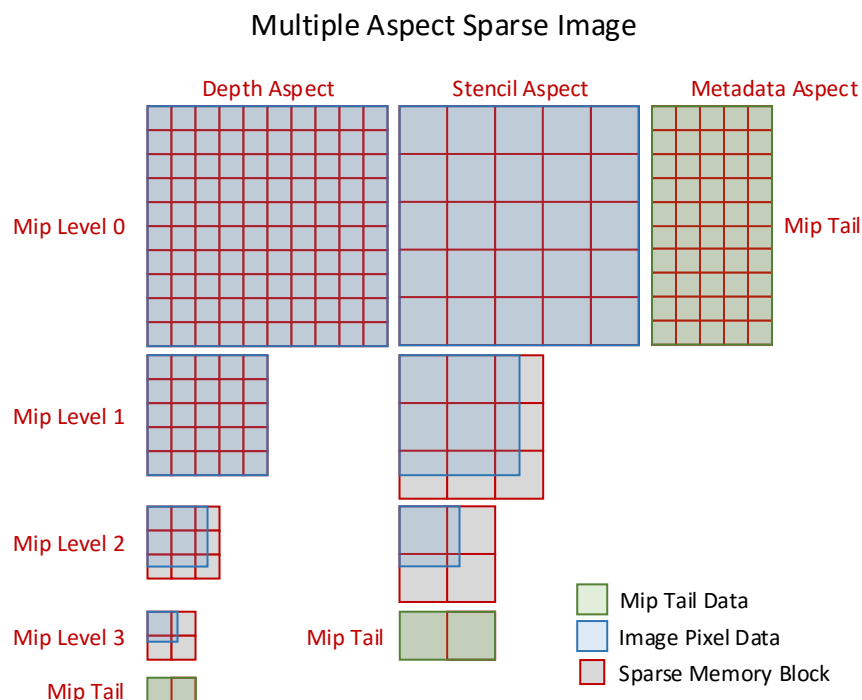 Multiple Aspect Sparse Image
Depth Aspect
Stencil Aspect
Metadata Aspect
Mip Level 0
Mip Tail
Mip Level 1
Mip Level 2
Mip Level 3
Mip Tail
Mip Tail
Mip Tail Data
Image Pixel Data
Sparse Memory Block